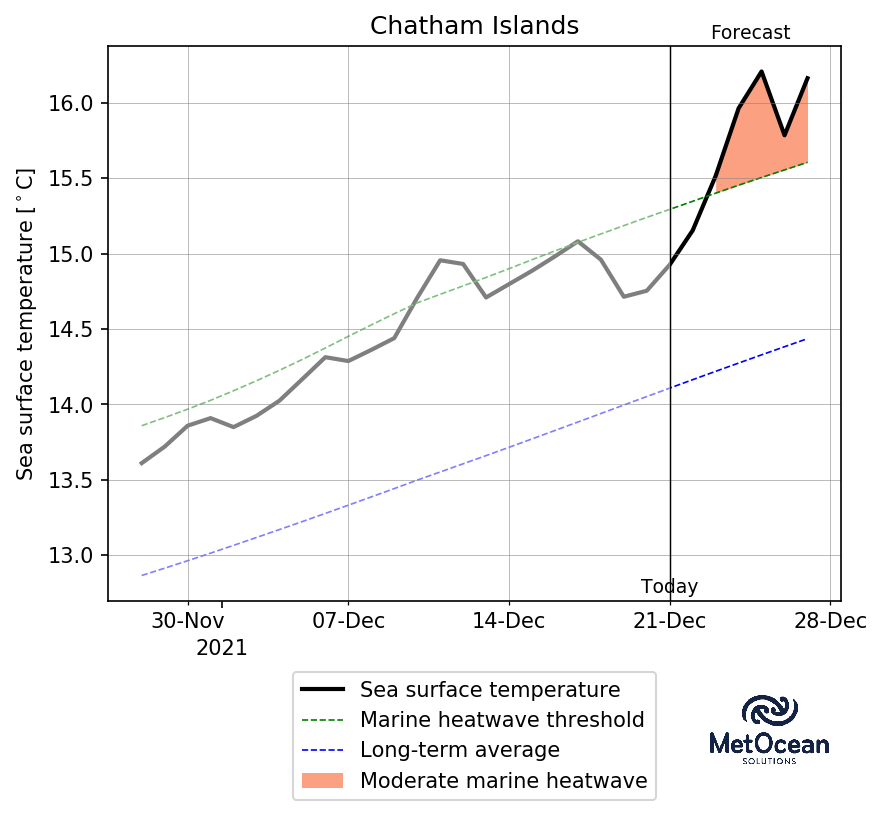 Chatham Islands
Forecast
Sea surface temperature [°C]
16.0
15.5
15.0
14.5
14.0
13.5
13.0
Today
30-Nov 07-Dec 14-Dec 21-Dec 28-Dec
2021
Sea surface temperature
Marine heatwave threshold
Long-term average
Moderate marine heatwave
MetOcean
SOLUTIONS